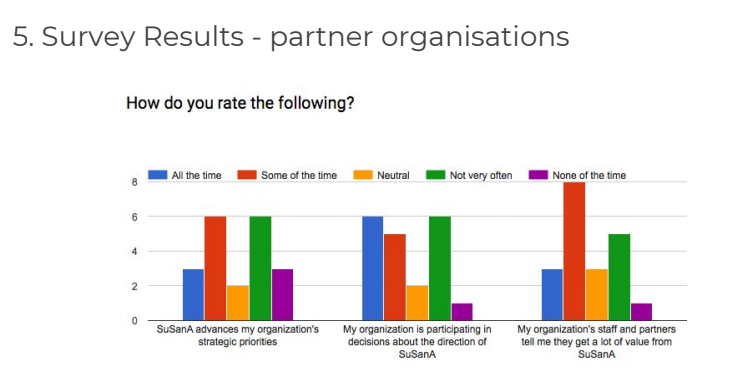 5. Survey Results - partner organisations
How do you rate the following?
All the time Some of the time Neutral Not very often None of the time
8
6
4
2
0
SuSanA advances my organization's
strategic priorities
My organization is participating in
decisions about the direction of
SuSanA
My organization's staff and partners
tell me they get a lot of value from
SuSanA